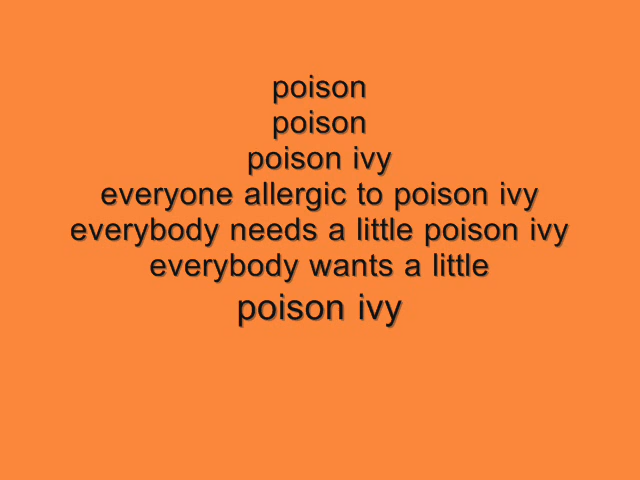 poison
poison
poison ivy
everyone allergic to poison ivy
everybody needs a little poison ivy
everybody wants a little
poison ivy